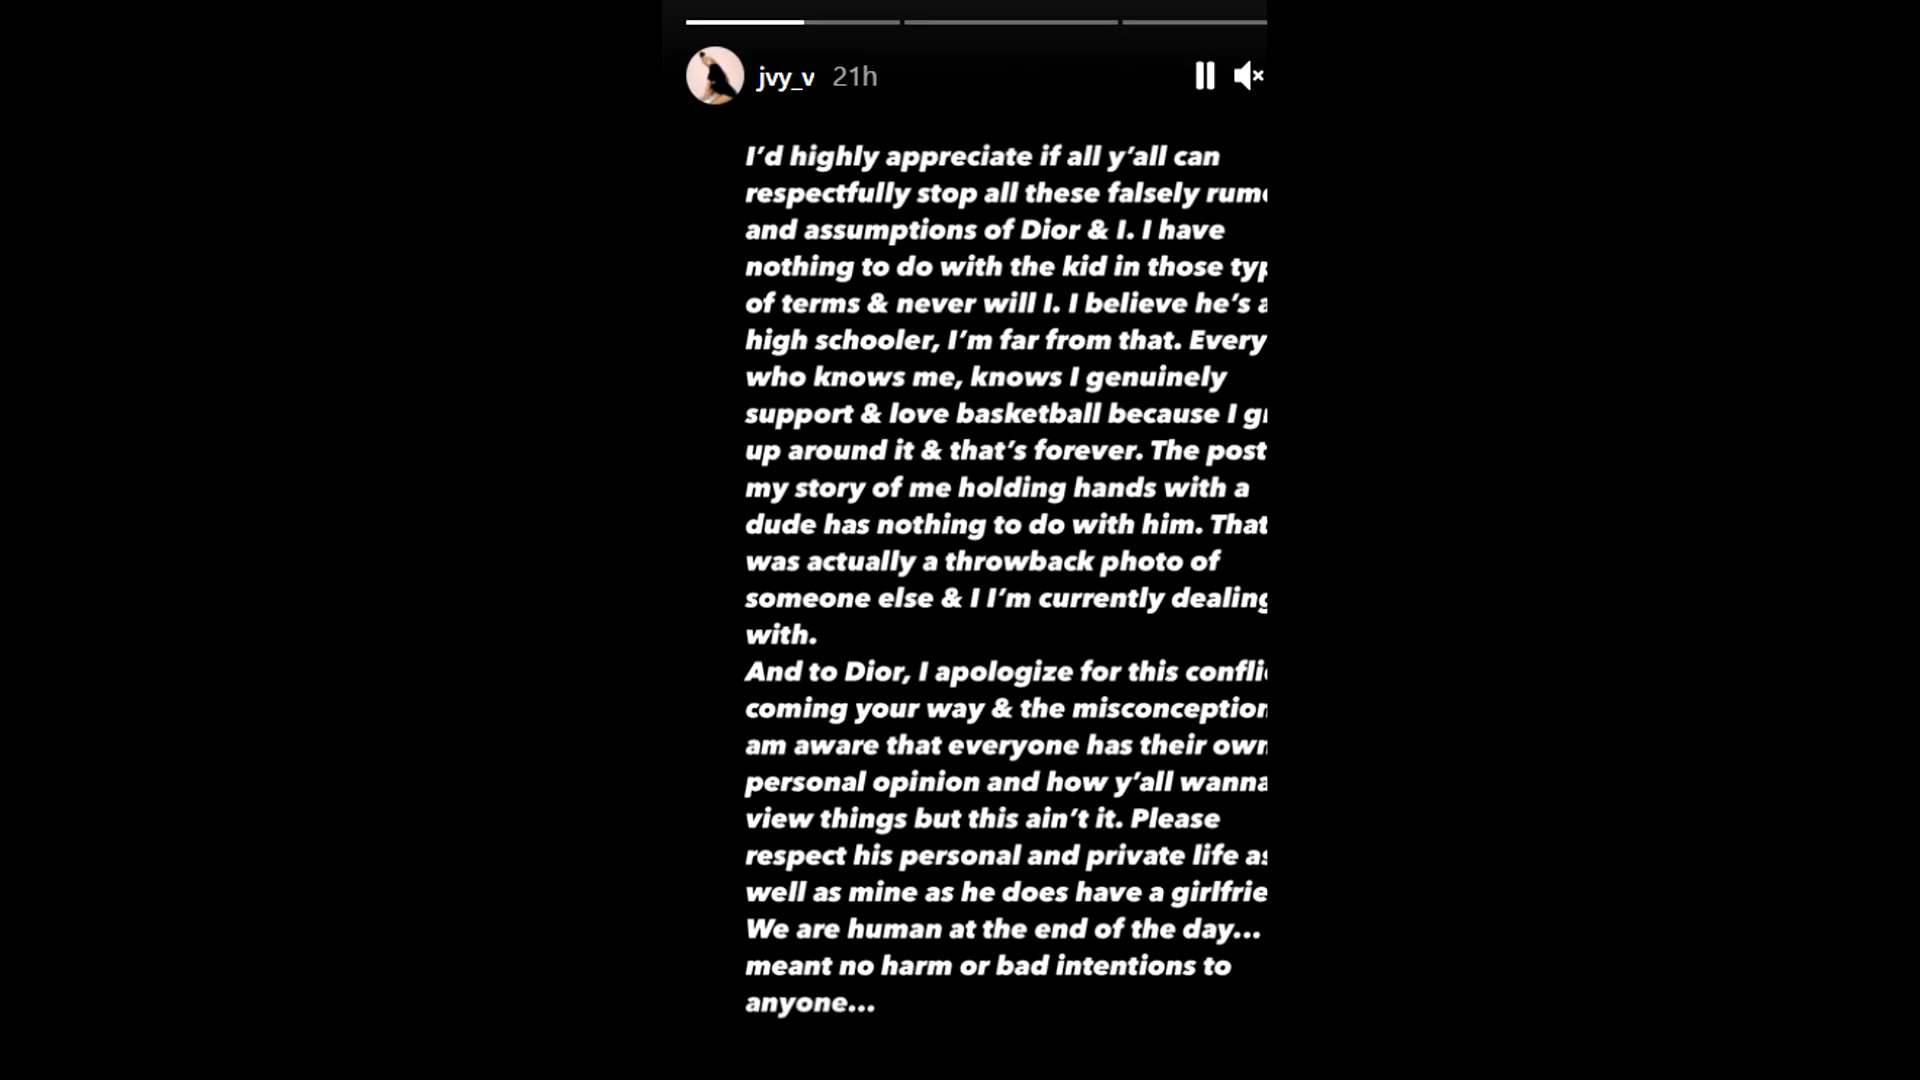 jvy_v 21h
I'd highly appreciate if all y'all can
respectfully stop all these falsely
and assumptions of Dior & I. I have
nothing to do with the kid in those
of terms & never will I. I believe he's a
high schooler, I'm far from that. Every
who knows me, knows I genuinely
support & love basketball because I
up around it & that's forever. The post
my story of me holding hands with a
dude has nothing to do with him. That
was actually a throwback photo of
someone else & I I'm currently dealing
with.
And to Dior, I apologize for this
coming your way & the misconception
am aware that everyone has their own
personal opinion and how y'all wanna
view things but this ain't it. Please
respect his personal and private life as
well as mine as he does have a
We are human at the end of the day...
meant no harm or bad intentions to
anyone...